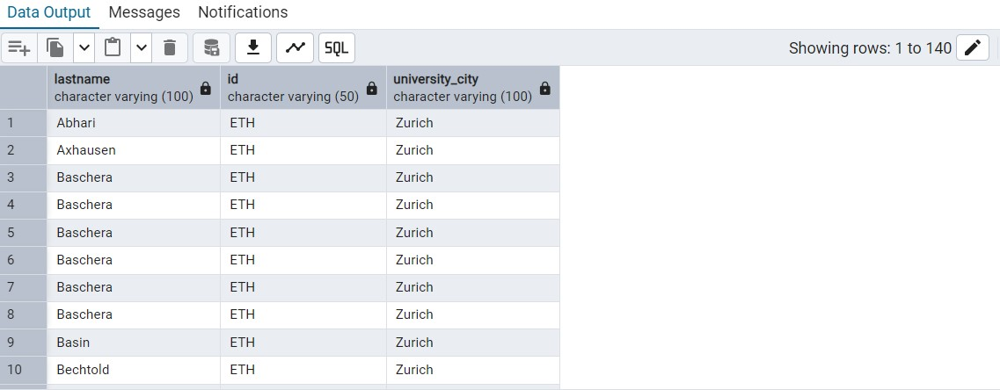 Data Output Messages Notifications
SQL Showing rows: 1 to 140
lastname id university_city
character varying (100) character varying (50) character varying (100)
1 Abhari ETH Zurich
2 Axhausen ETH Zurich
3 Baschera ETH Zurich
4 Baschera ETH Zurich
5 Baschera ETH Zurich
6 Baschera ETH Zurich
7 Baschera ETH Zurich
8 Baschera ETH Zurich
9 Basin ETH Zurich
10 Bechtold ETH Zurich